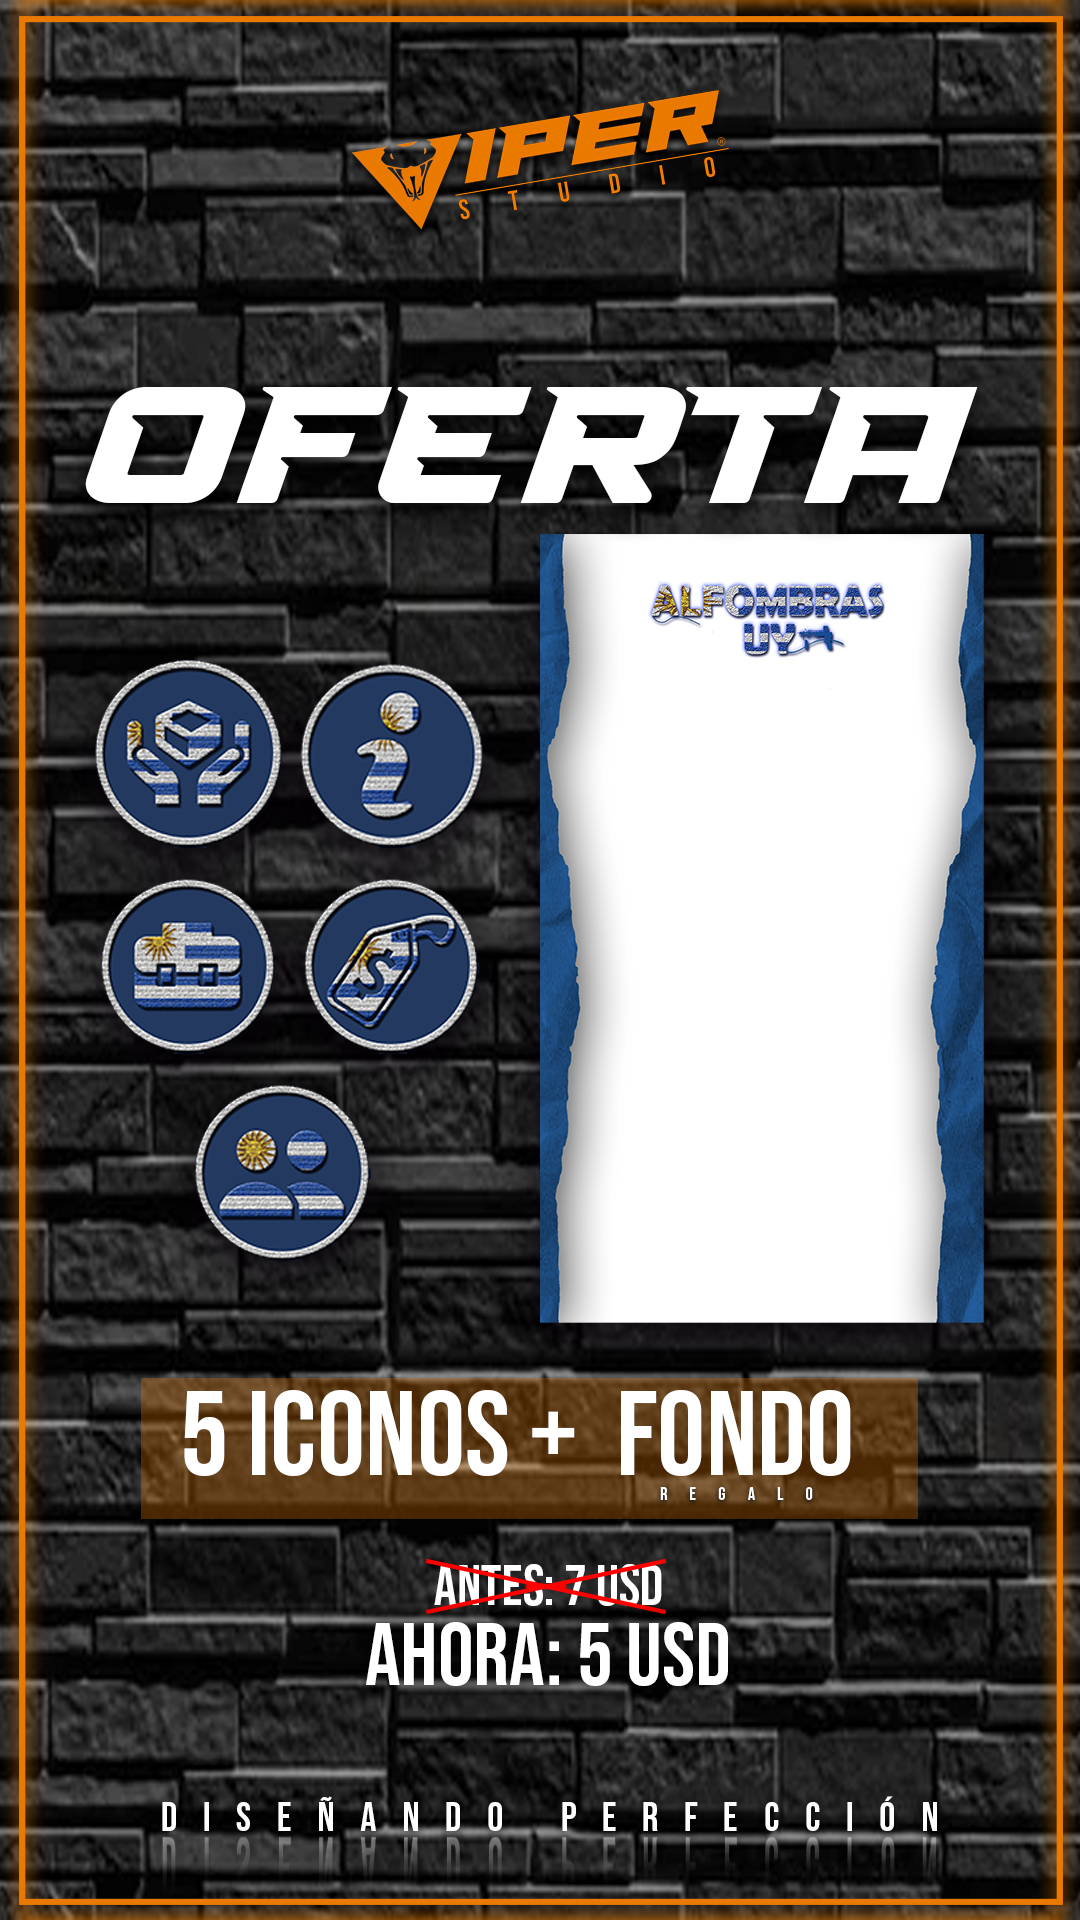 VIPER®
STUDIO
OFERTA
ALFOMBRAS
UY
$
5 ICONOS + FONDO
REGALO
ANTES: 7 USD
AHORA: 5 USD
DISEÑANDO PERFECCIÓN